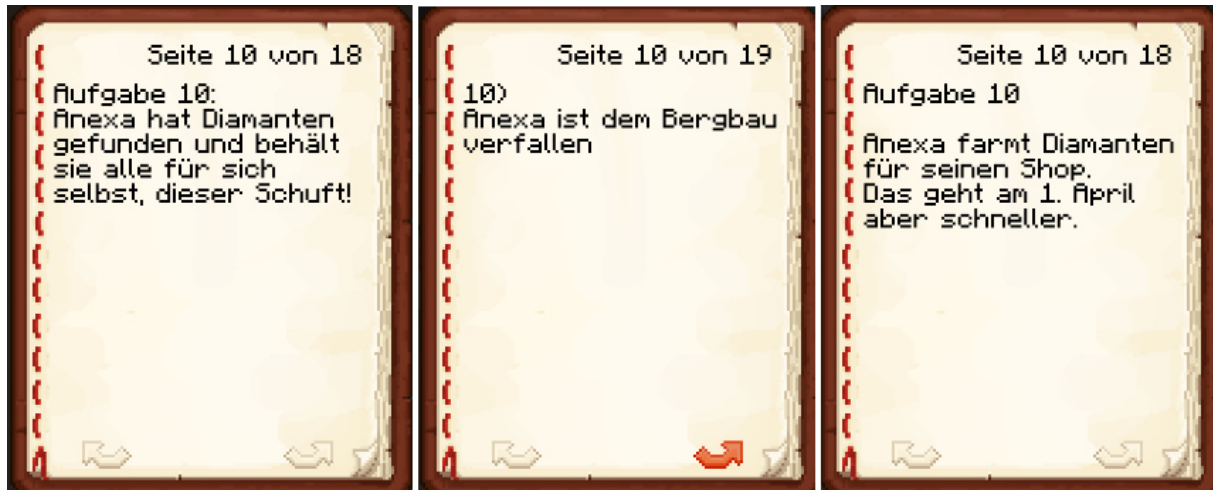 Seite 10 von 18
Aufgabe 10:
Anexa hat Diamanten
gefunden und behält
sie alle für sich
selbst, dieser Schuft!
Seite 10 von 19
10)
Anexa ist dem Bergbau
verfallen
Seite 10 von 18
Aufgabe 10
Anexa farmt Diamanten
für seinen Shop.
Das geht am 1. April
aber schneller.